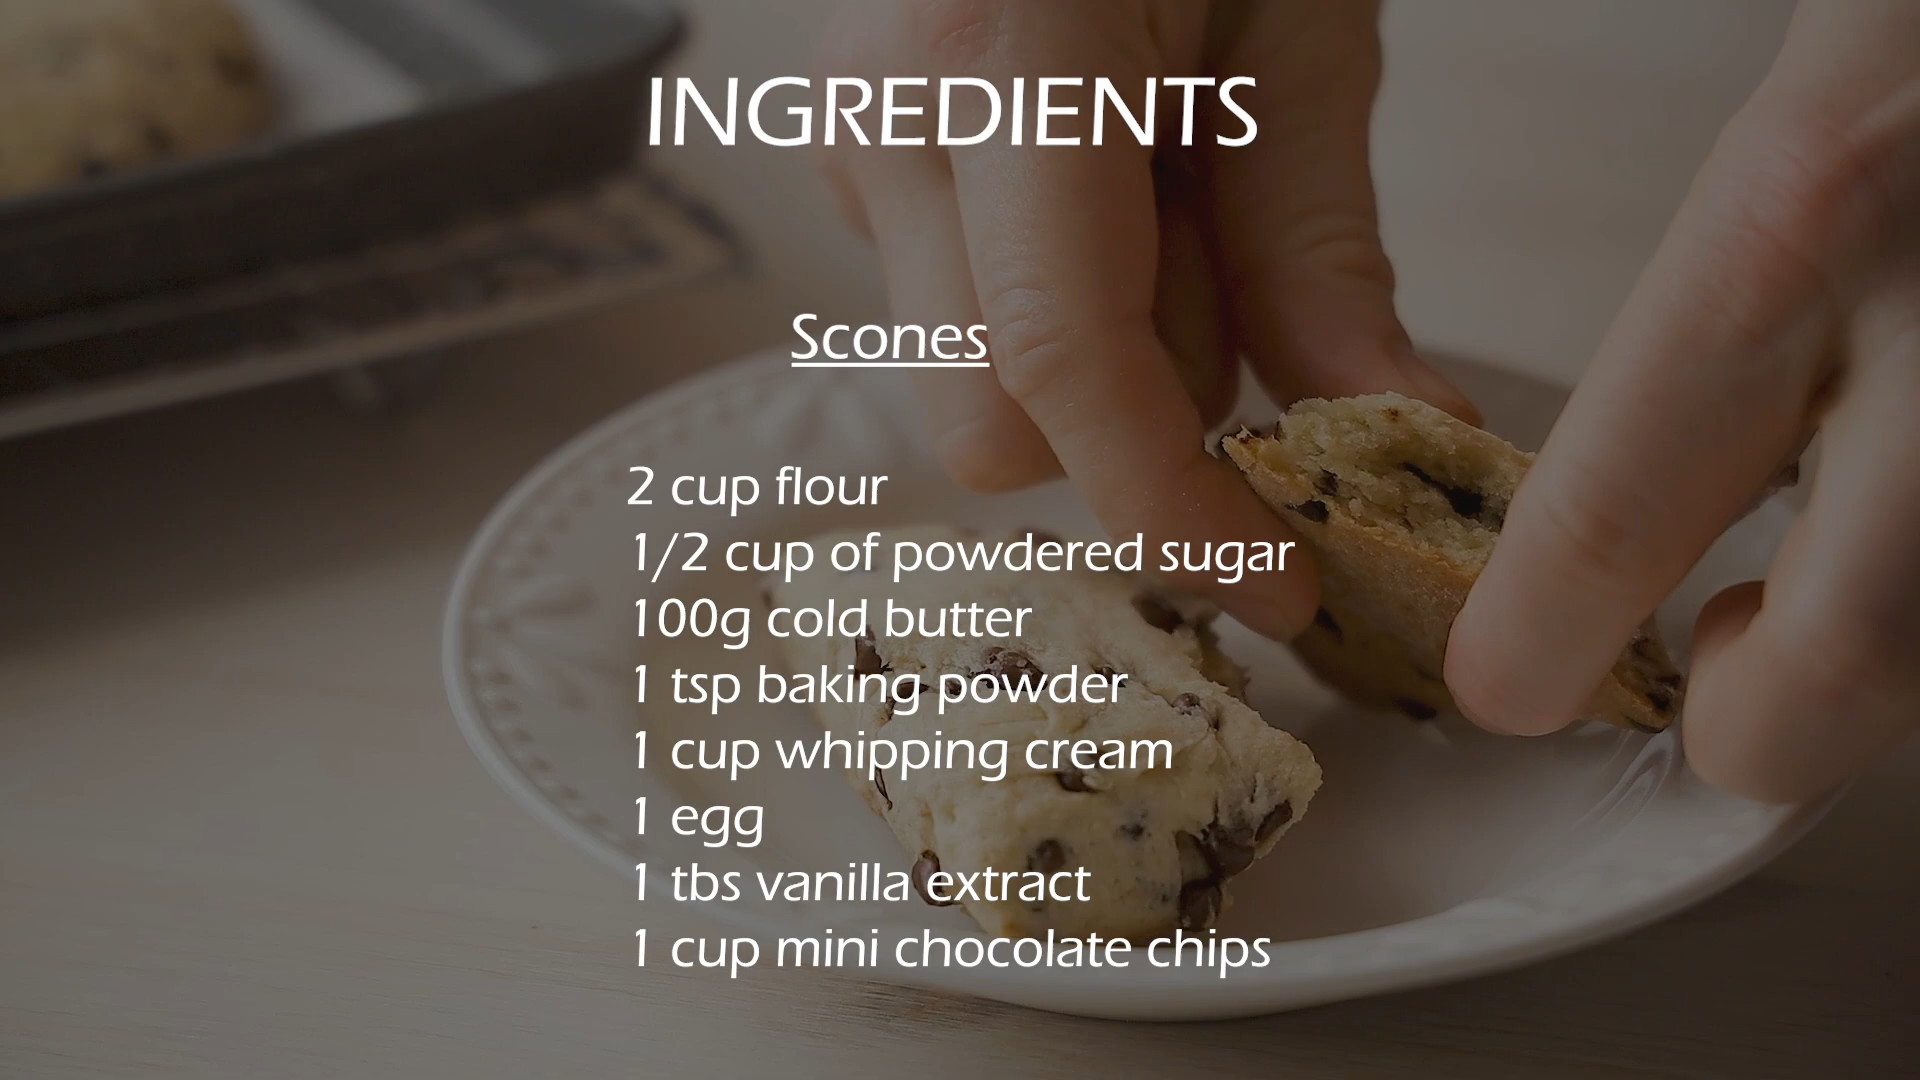 INGREDIENTS
Scones
2 cup flour
1/2 cup of powdered sugar
100g cold butter
1 tsp baking powder
1 cup whipping cream
1 egg
1 tbs vanilla extract
1 cup mini chocolate chips